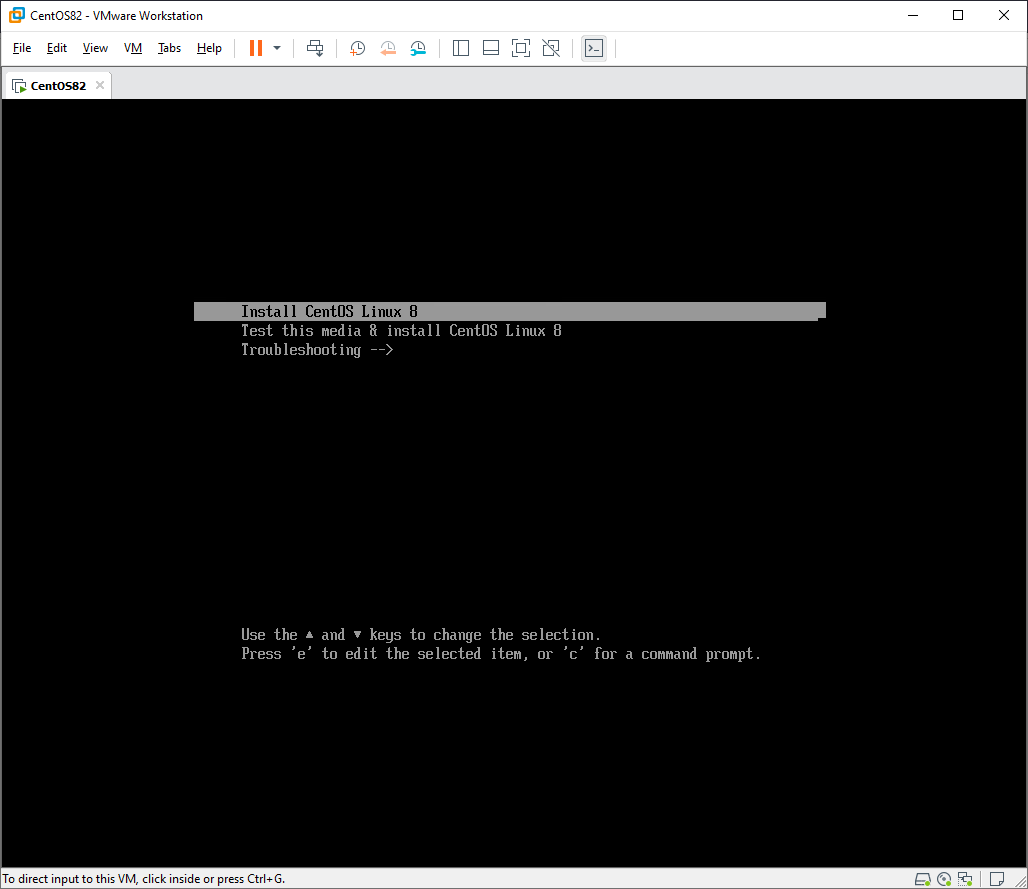 CentOS82 - VMware Workstation
File Edit View VM Tabs Help
CentOS82
Install CentOS Linux 8
Test this media & install CentOS Linux 8
Troubleshooting -->
Use the ▲ and ▼ keys to change the selection.
Press 'e' to edit the selected item, or 'c' for a command prompt.
To direct input to this VM, click inside or press Ctrl+G.